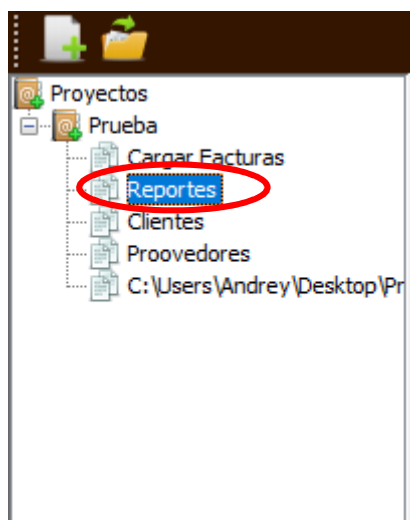 Proyectos
Prueba
Cargar Facturas
Reportes
Clientes
Proovedores
C:\Users\Andrey\Desktop\Pr